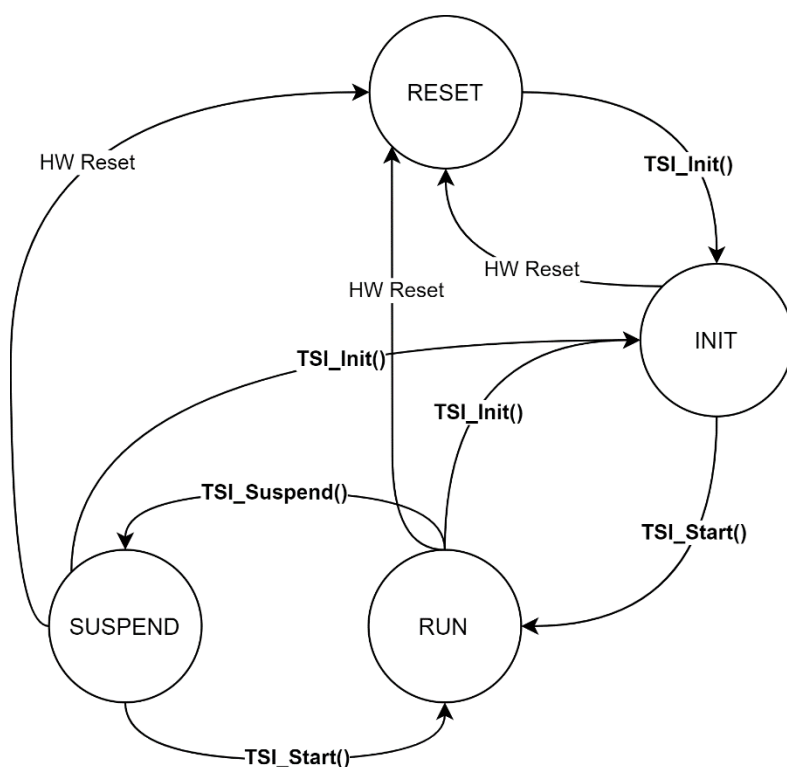 RESET
HW Reset
TSI_Init()
HW Reset
HW Reset
INIT
TSI_Init()
TSI_Init()
TSI_Suspend()
TSI_Start()
SUSPEND
RUN
TSI_Start()